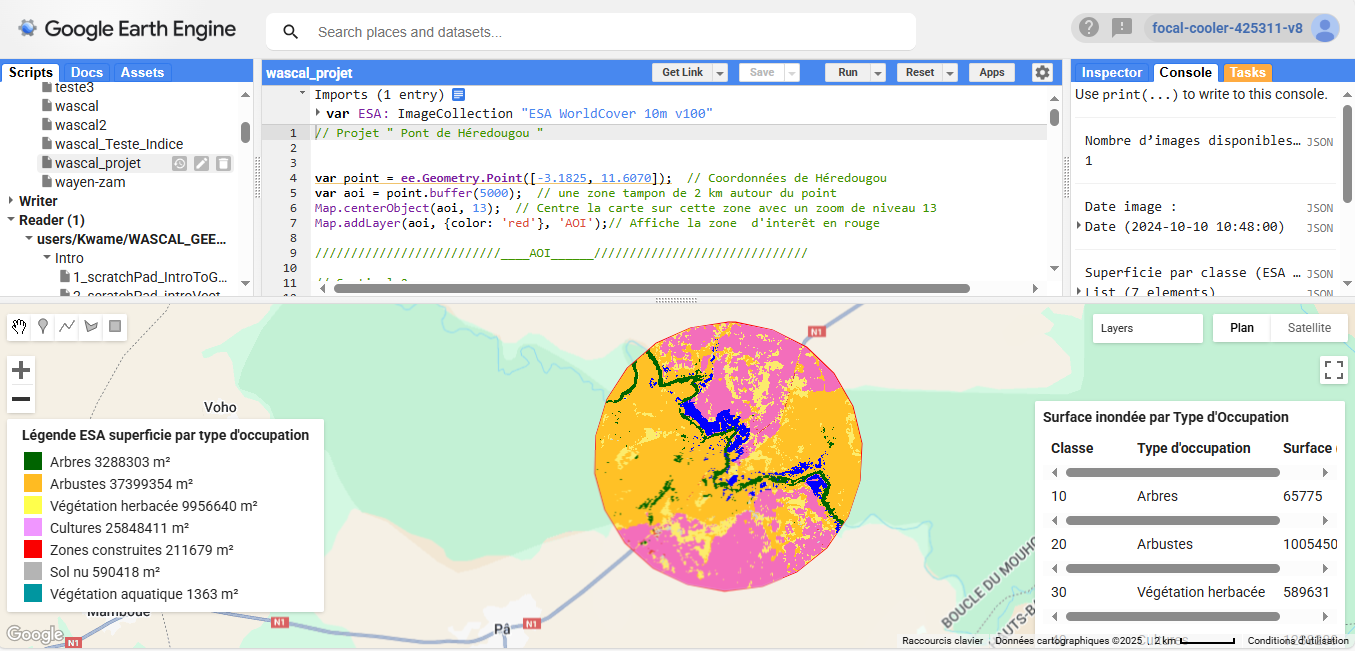 Google Earth Engine
Search places and datasets...
focal-cooler-425311-v8
Scripts Docs Assets
teste3
wascal
wascal2
wascal_Teste_Indice
wascal_projet
wayen-zam
Writer
Reader (1)
users/Kwame/WASCAL_GEE...
Intro
1_scratchPad_IntroToG...
wascal_projet
Get Link Save Run Reset Apps
Imports (1 entry)
var ESA: ImageCollection "ESA WorldCover 10m v100"
1 // Projet " Pont de Héredougou "
2
3
4 var point = ee.Geometry.Point([-3.1825, 11.6070]);  // Coordonnées de Héredougou
5 var aoi = point.buffer(5000);  // une zone tampon de 2 km autour du point
6 Map.centerObject(aoi, 13);  // Centre la carte sur cette zone avec un zoom de niveau 13
7 Map.addLayer(aoi, {color: 'red'}, 'AOI');// Affiche la zone  d'interêt en rouge
8
9 //////////////////////////____AOI______//////////////////////////////
10
11
Inspector Console Tasks
Use print(...) to write to this console.
Nombre d’images disponibles… JSON
1
Date image : JSON
Date (2024-10-10 10:48:00) JSON
Superficie par classe (ESA … JSON
List (7 elements) JSON
Layers
Plan Satellite
N1
Voho
Légende ESA superficie par type d'occupation
Arbres 3288303 m²
Arbustes 37399354 m²
Végétation herbacée 9956640 m²
Cultures 25848411 m²
Zones construites 211679 m²
Sol nu 590418 m²
Végétation aquatique 1363 m²
Surface inondée par Type d'Occupation
Classe Type d'occupation Surface
10 Arbres 65775
20 Arbustes 1005450
30 Végétation herbacée 589631
Cultures
BOUCLE DU MOUHO
Mamboué
N1
Pâ
N1
Google
N1
Raccourcis clavier Données cartographiques ©2025 2 km Conditions d'utilisation